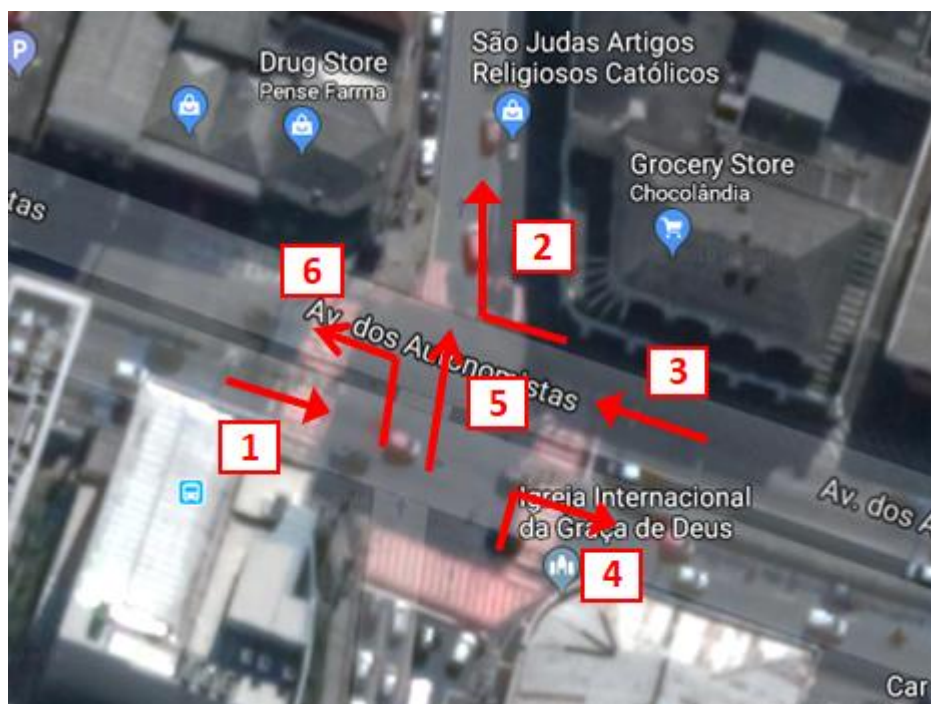 P
Drug Store
Pense Farma
São Judas Artigos
Religiosos Católicos
Grocery Store
Chocolândia
tas
2
6
Av. dos Autonomistas
3
5
1
Igreja Internacional
da Graça de Deus
Av. dos A
4
Car